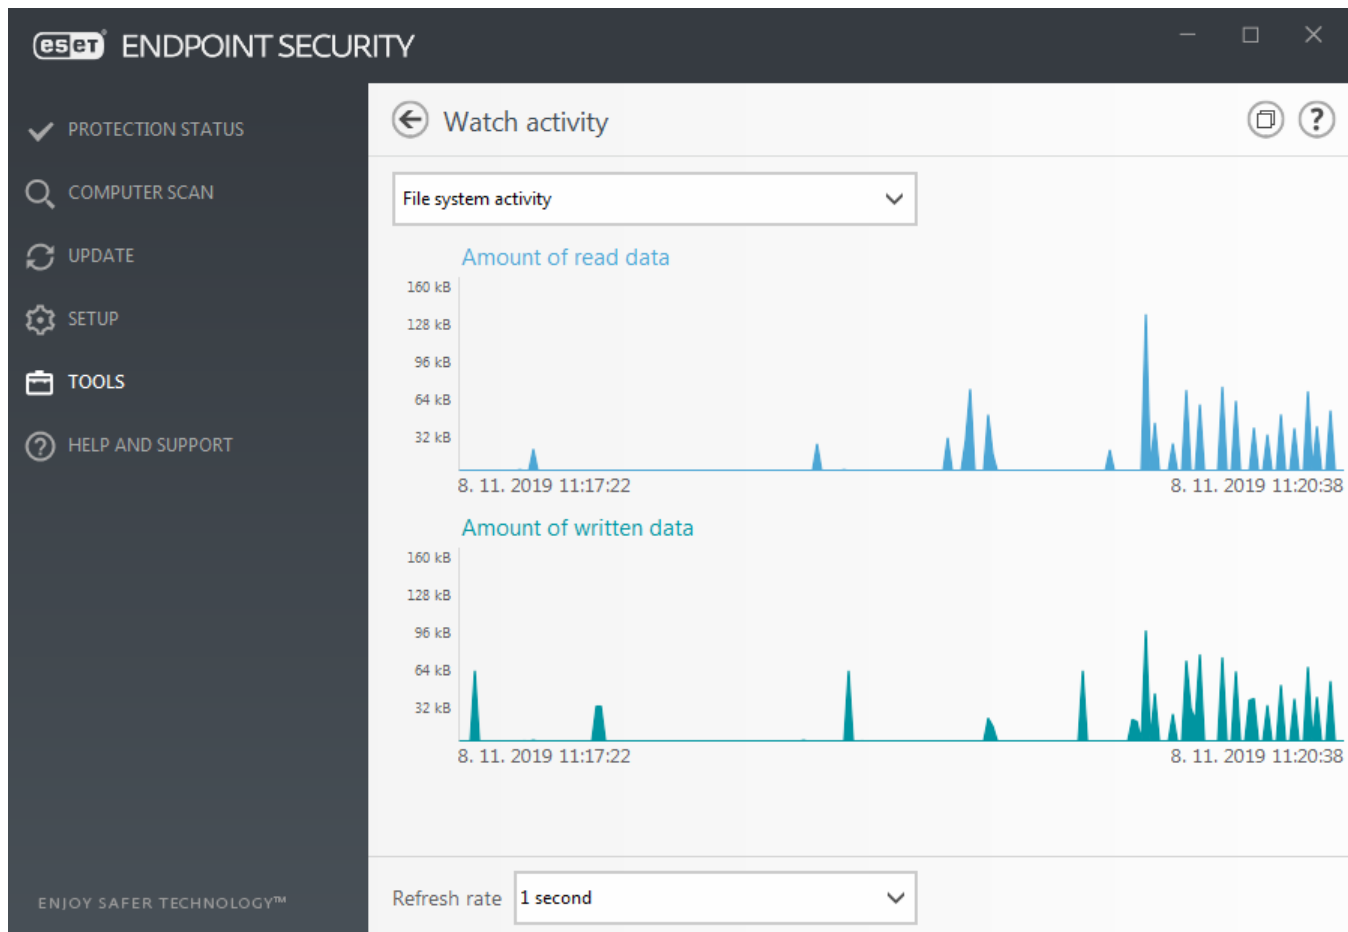 eset ENDPOINT SECURITY
PROTECTION STATUS
COMPUTER SCAN
UPDATE
SETUP
TOOLS
HELP AND SUPPORT
ENJOY SAFER TECHNOLOGY™
Watch activity
?
File system activity
Amount of read data
160 kB
128 kB
96 kB
64 kB
32 kB
8. 11. 2019 11:17:22
8. 11. 2019 11:20:38
Amount of written data
160 kB
128 kB
96 kB
64 kB
32 kB
8. 11. 2019 11:17:22
8. 11. 2019 11:20:38
Refresh rate
1 second